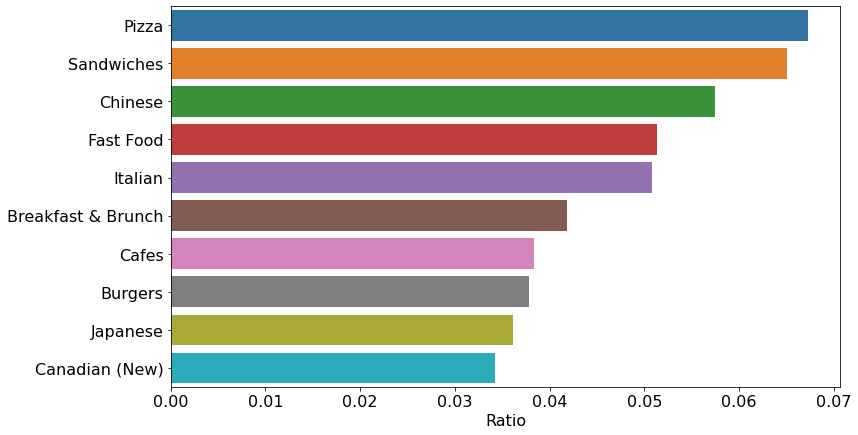 Pizza
Sandwiches
Chinese
Fast Food
Italian
Breakfast & Brunch
Cafes
Burgers
Japanese
Canadian (New)
0.00 0.01 0.02 0.03 0.04 0.05 0.06 0.07
Ratio